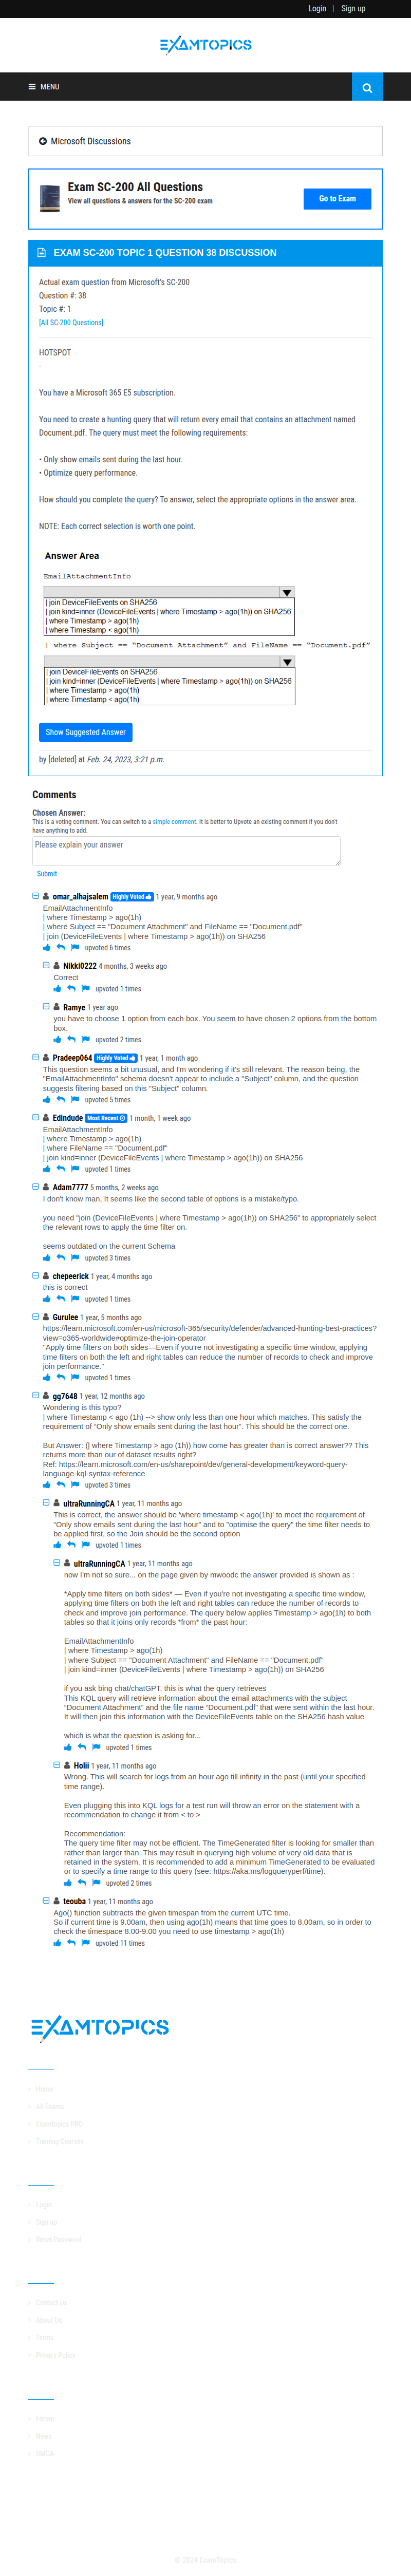 Login | Sign up
EXAMTOPICS
MENU
Microsoft Discussions
Exam SC-200 All Questions
View all questions & answers for the SC-200 exam
Go to Exam
EXAM SC-200 TOPIC 1 QUESTION 38 DISCUSSION
Actual exam question from Microsoft's SC-200
Question #: 38
Topic #: 1
[All SC-200 Questions]
HOTSPOT
-
You have a Microsoft 365 E5 subscription.
You need to create a hunting query that will return every email that contains an attachment named
Document.pdf. The query must meet the following requirements:
• Only show emails sent during the last hour.
• Optimize query performance.
How should you complete the query? To answer, select the appropriate options in the answer area.
NOTE: Each correct selection is worth one point.
Answer Area
EmailAttachmentInfo
| join DeviceFileEvents on SHA256
| join kind=inner (DeviceFileEvents | where Timestamp > ago(1h)) on SHA256
| where Timestamp > ago(1h)
| where Timestamp < ago(1h)
| where Subject == "Document Attachment" and FileName == "Document.pdf"
| join DeviceFileEvents on SHA256
| join kind=inner (DeviceFileEvents | where Timestamp > ago(1h)) on SHA256
| where Timestamp > ago(1h)
| where Timestamp < ago(1h)
Show Suggested Answer
by [deleted] at Feb. 24, 2023, 3:21 p.m.
Comments
Chosen Answer:
This is a voting comment. You can switch to a simple comment. It is better to Upvote an existing comment if you don't
have anything to add.
Please explain your answer
Submit
omar_alhajsalem Highly Voted 1 year, 9 months ago
EmailAttachmentInfo
| where Timestamp > ago(1h)
| where Subject == "Document Attachment" and FileName == "Document.pdf"
| join (DeviceFileEvents | where Timestamp > ago(1h)) on SHA256
upvoted 6 times
Nikki0222 4 months, 3 weeks ago
Correct
upvoted 1 times
Ramye 1 year ago
you have to choose 1 option from each box. You seem to have chosen 2 options from the bottom
box.
upvoted 2 times
Pradeep064 Highly Voted 1 year, 1 month ago
This question seems a bit unusual, and I'm wondering if it's still relevant. The reason being, the
"EmailAttachmentInfo" schema doesn't appear to include a "Subject" column, and the question
suggests filtering based on this "Subject" column.
upvoted 5 times
Edindude Most Recent 1 month, 1 week ago
EmailAttachmentInfo
| where Timestamp > ago(1h)
| where FileName == "Document.pdf"
| join kind=inner (DeviceFileEvents | where Timestamp > ago(1h)) on SHA256
upvoted 1 times
Adam7777 5 months, 2 weeks ago
I don't know man, It seems like the second table of options is a mistake/typo.
you need "join (DeviceFileEvents | where Timestamp > ago(1h)) on SHA256" to appropriately select
the relevant rows to apply the time filter on.
seems outdated on the current Schema
upvoted 3 times
chepeerick 1 year, 4 months ago
this is correct
upvoted 1 times
Gurulee 1 year, 5 months ago
https://learn.microsoft.com/en-us/microsoft-365/security/defender/advanced-hunting-best-practices?
view=o365-worldwide#optimize-the-join-operator
"Apply time filters on both sides—Even if you're not investigating a specific time window, applying
time filters on both the left and right tables can reduce the number of records to check and improve
join performance."
upvoted 1 times
gg7648 1 year, 12 months ago
Wondering is this typo?
| where Timestamp < ago (1h) --> show only less than one hour which matches. This satisfy the
requirement of "Only show emails sent during the last hour". This should be the correct one.
But Answer: (| where Timestamp > ago (1h)) how come has greater than is correct answer?? This
returns more than our of dataset results right?
Ref: https://learn.microsoft.com/en-us/sharepoint/dev/general-development/keyword-query-
language-kql-syntax-reference
upvoted 3 times
ultraRunningCA 1 year, 11 months ago
This is correct, the answer should be 'where timestamp < ago(1h)' to meet the requirement of
"Only show emails sent during the last hour" and to "optimise the query" the time filter needs to
be applied first, so the Join should be the second option
upvoted 1 times
ultraRunningCA 1 year, 11 months ago
now I'm not so sure... on the page given by mwoodc the answer provided is shown as :
*Apply time filters on both sides* — Even if you're not investigating a specific time window,
applying time filters on both the left and right tables can reduce the number of records to
check and improve join performance. The query below applies Timestamp > ago(1h) to both
tables so that it joins only records *from* the past hour:
EmailAttachmentInfo
| where Timestamp > ago(1h)
| where Subject == "Document Attachment" and FileName == "Document.pdf"
| join kind=inner (DeviceFileEvents | where Timestamp > ago(1h)) on SHA256
if you ask bing chat/chatGPT, this is what the query retrieves
This KQL query will retrieve information about the email attachments with the subject
"Document Attachment" and the file name "Document.pdf" that were sent within the last hour.
It will then join this information with the DeviceFileEvents table on the SHA256 hash value
which is what the question is asking for...
upvoted 1 times
Holii 1 year, 11 months ago
Wrong. This will search for logs from an hour ago till infinity in the past (until your specified
time range).
Even plugging this into KQL logs for a test run will throw an error on the statement with a
recommendation to change it from < to >
Recommendation:
The query time filter may not be efficient. The TimeGenerated filter is looking for smaller than
rather than larger than. This may result in querying high volume of very old data that is
retained in the system. It is recommended to add a minimum TimeGenerated to be evaluated
or to specify a time range to this query (see: https://aka.ms/logqueryperf/time).
upvoted 2 times
teouba 1 year, 11 months ago
Ago() function subtracts the given timespan from the current UTC time.
So if current time is 9.00am, then using ago(1h) means that time goes to 8.00am, so in order to
check the timespace 8.00-9.00 you need to use timestamp > ago(1h)
upvoted 11 times
EXAMTOPICS
Home
All Exams
Examtopics PRO
Training Courses
Login
Sign up
Reset Password
Contact Us
About Us
Terms
Privacy Policy
Forum
News
DMCA
© 2024 ExamTopics